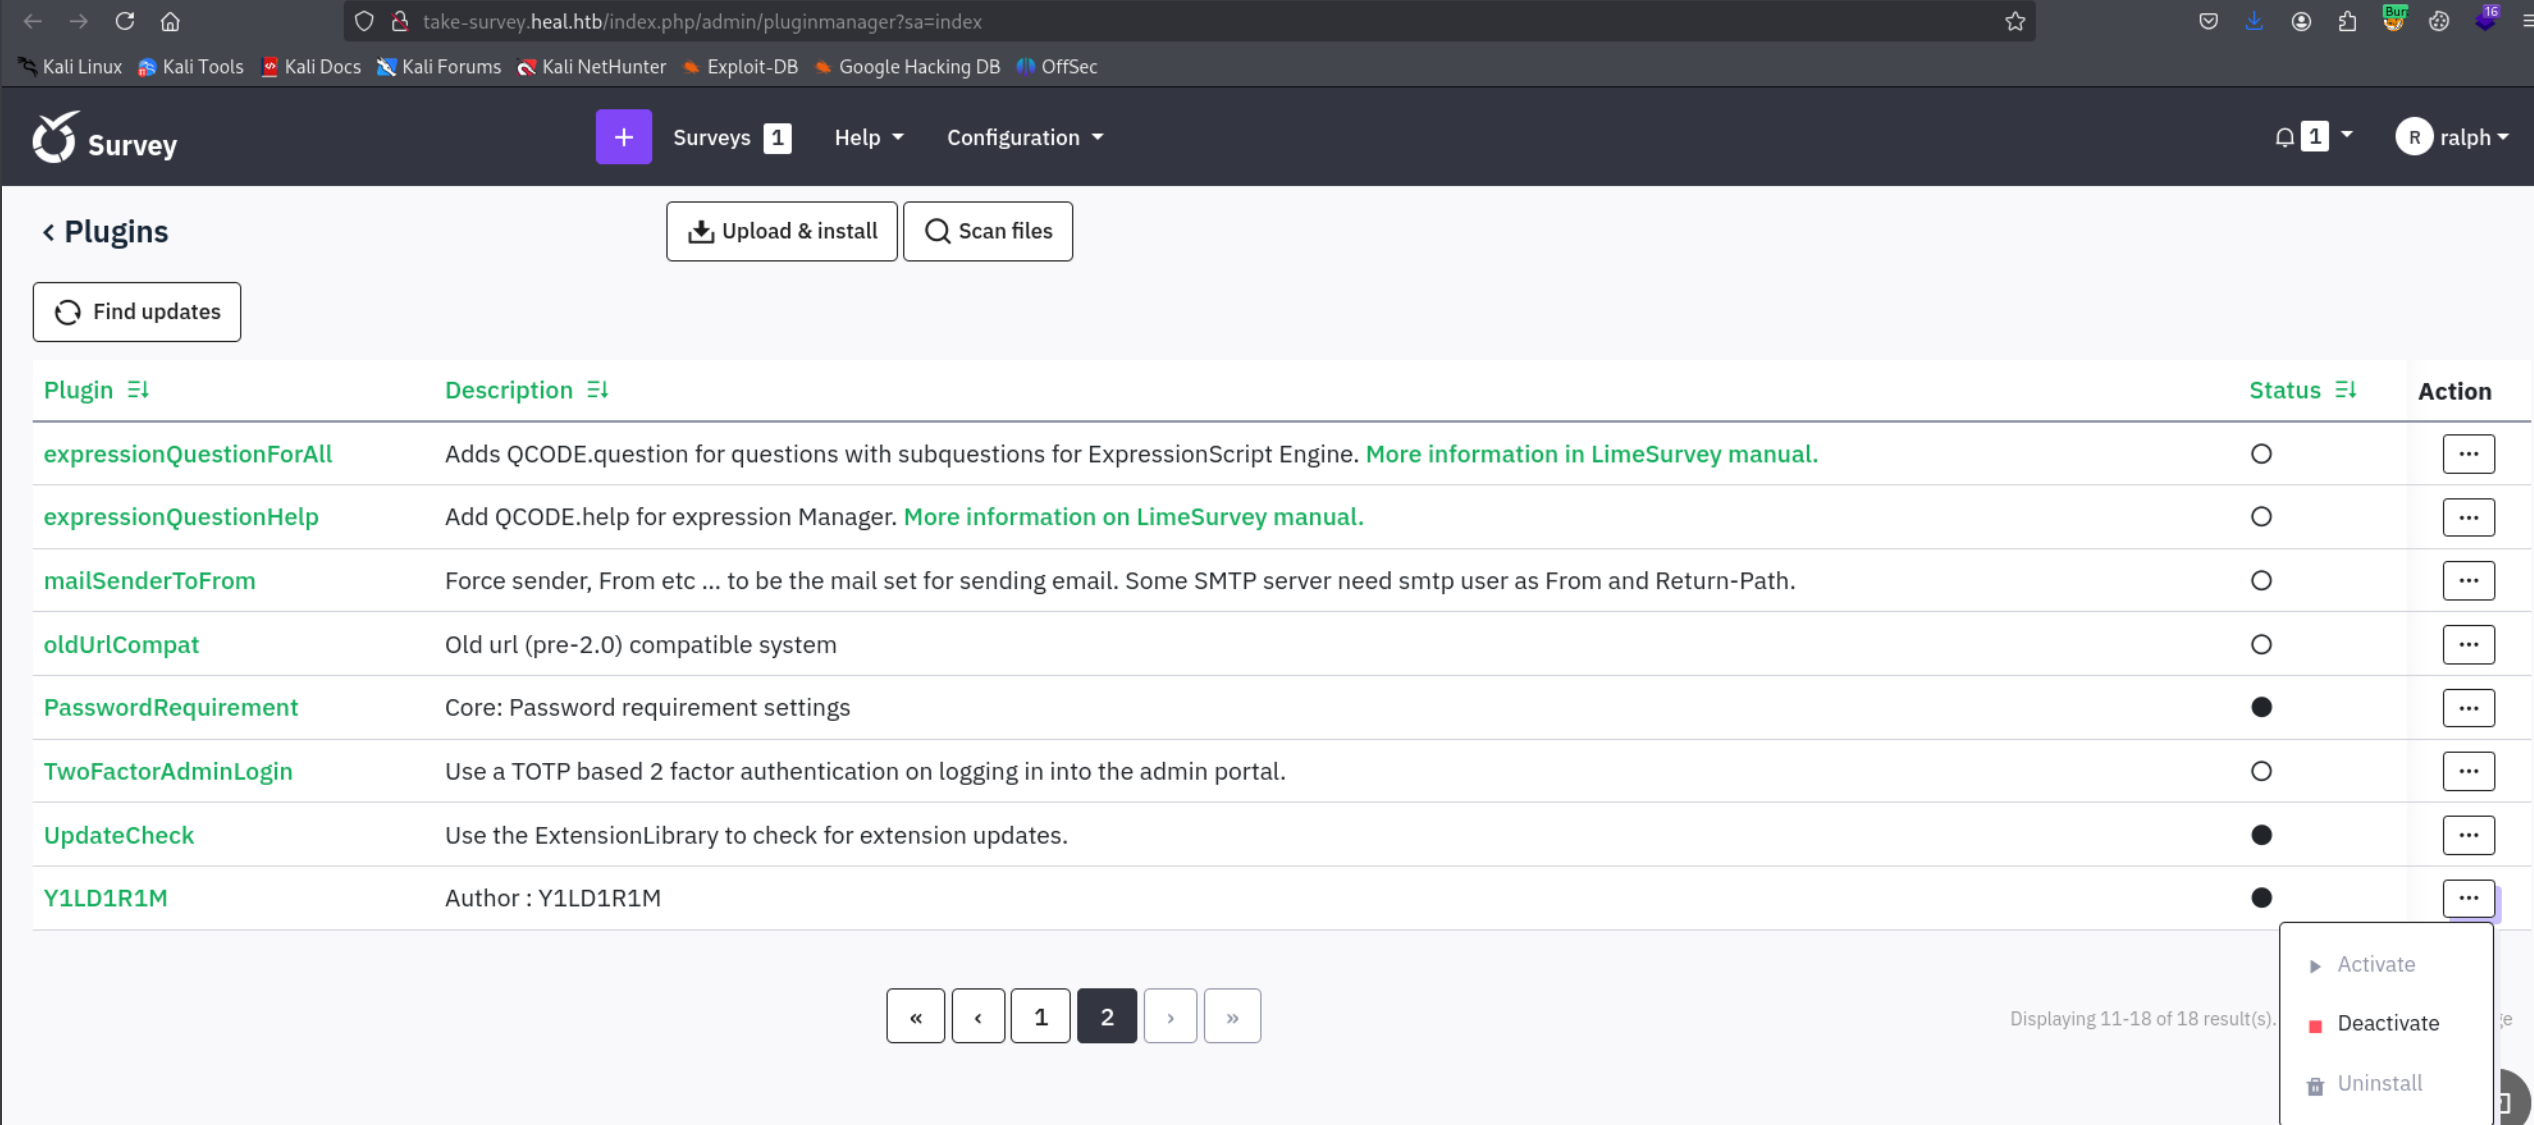 take-survey.heal.htb/index.php/admin/pluginmanager?sa=index
16
Kali Linux Kali Tools Kali Docs Kali Forums Kali NetHunter Exploit-DB Google Hacking DB OffSec
Survey + Surveys 1 Help Configuration 1 R ralph
Plugins Upload & install Scan files
Find updates
Plugin Description Status Action
expressionQuestionForAll Adds QCODE.question for questions with subquestions for ExpressionScript Engine. More information in LimeSurvey manual.
expressionQuestionHelp Add QCODE.help for expression Manager. More information on LimeSurvey manual.
mailSenderToFrom Force sender, From etc ... to be the mail set for sending email. Some SMTP server need smtp user as From and Return-Path.
oldUrlCompat Old url (pre-2.0) compatible system
PasswordRequirement Core: Password requirement settings
TwoFactorAdminLogin Use a TOTP based 2 factor authentication on logging in into the admin portal.
UpdateCheck Use the ExtensionLibrary to check for extension updates.
Y1LD1R1M Author : Y1LD1R1M
« ‹ 1 2 › » Displaying 11-18 of 18 result(s).
Activate
Deactivate
Uninstall